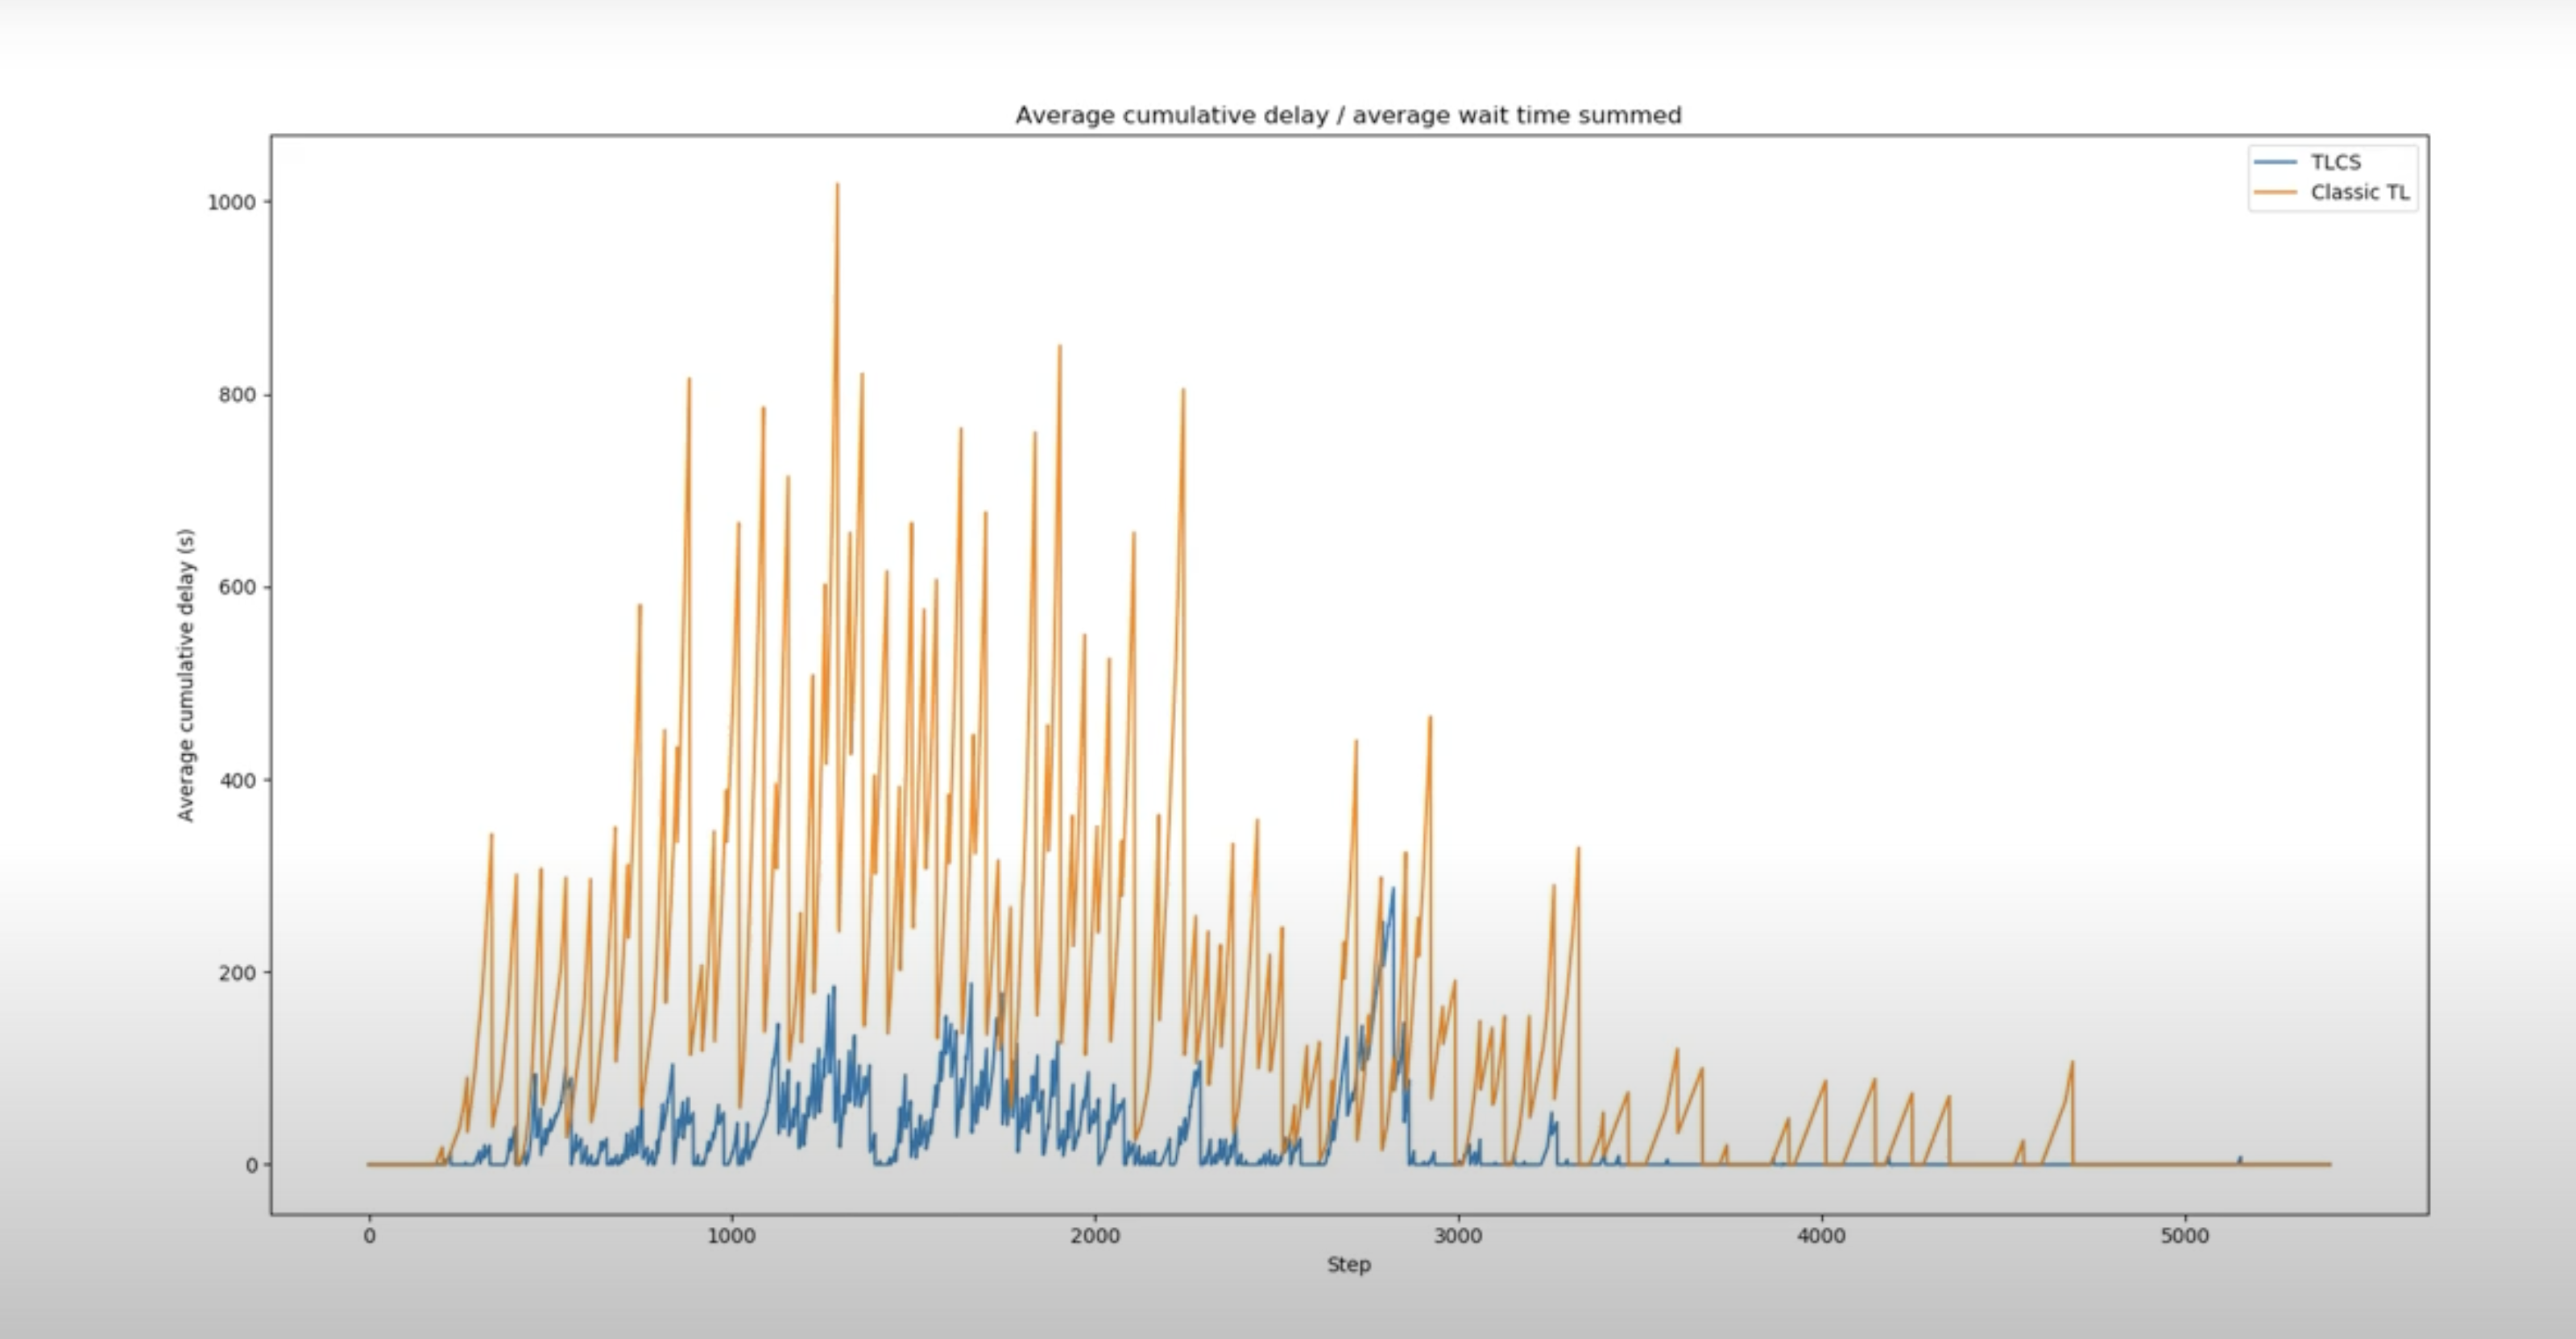 Average cumulative delay / average wait time summed
TLCS
Classic TL
1000
800
600
400
200
0
Average cumulative delay (s)
0 1000 2000 3000 4000 5000
Step